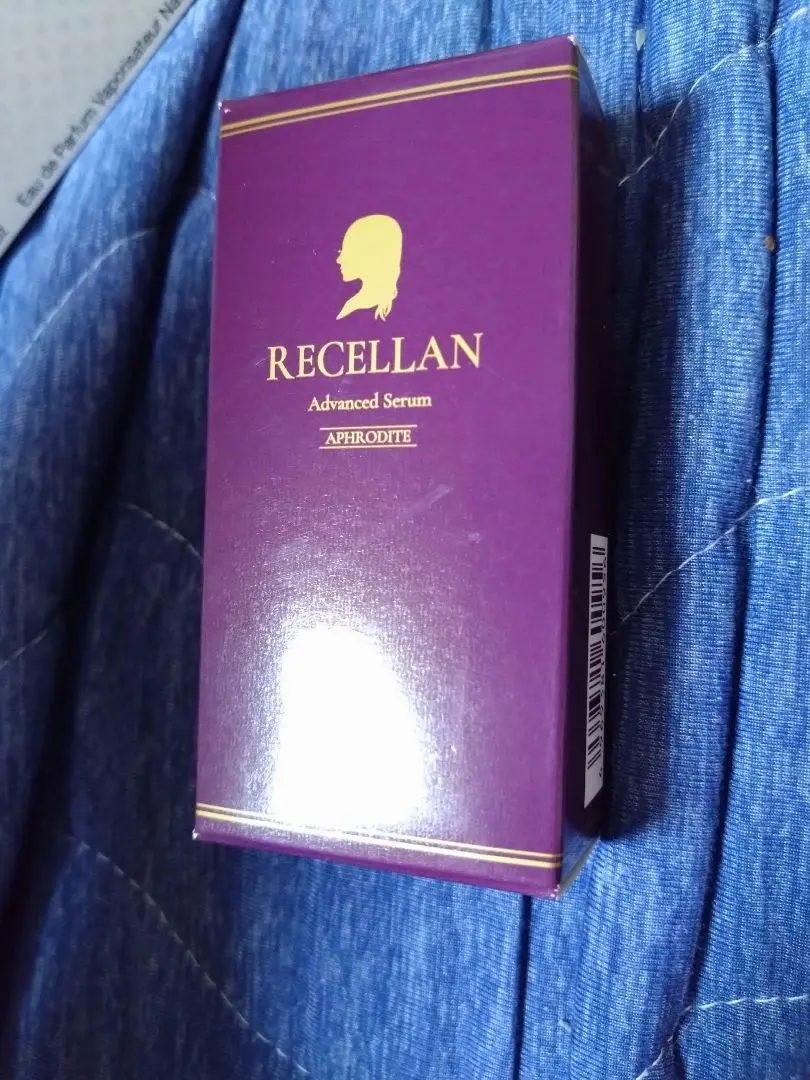 Eau de Parfum Vaporisateur
RECELLAN
Advanced Serum
APHRODITE